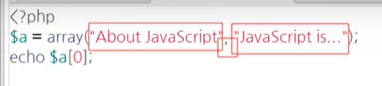 <?php
$a = array("About JavaScript", "JavaScript is...");
echo $a[0];